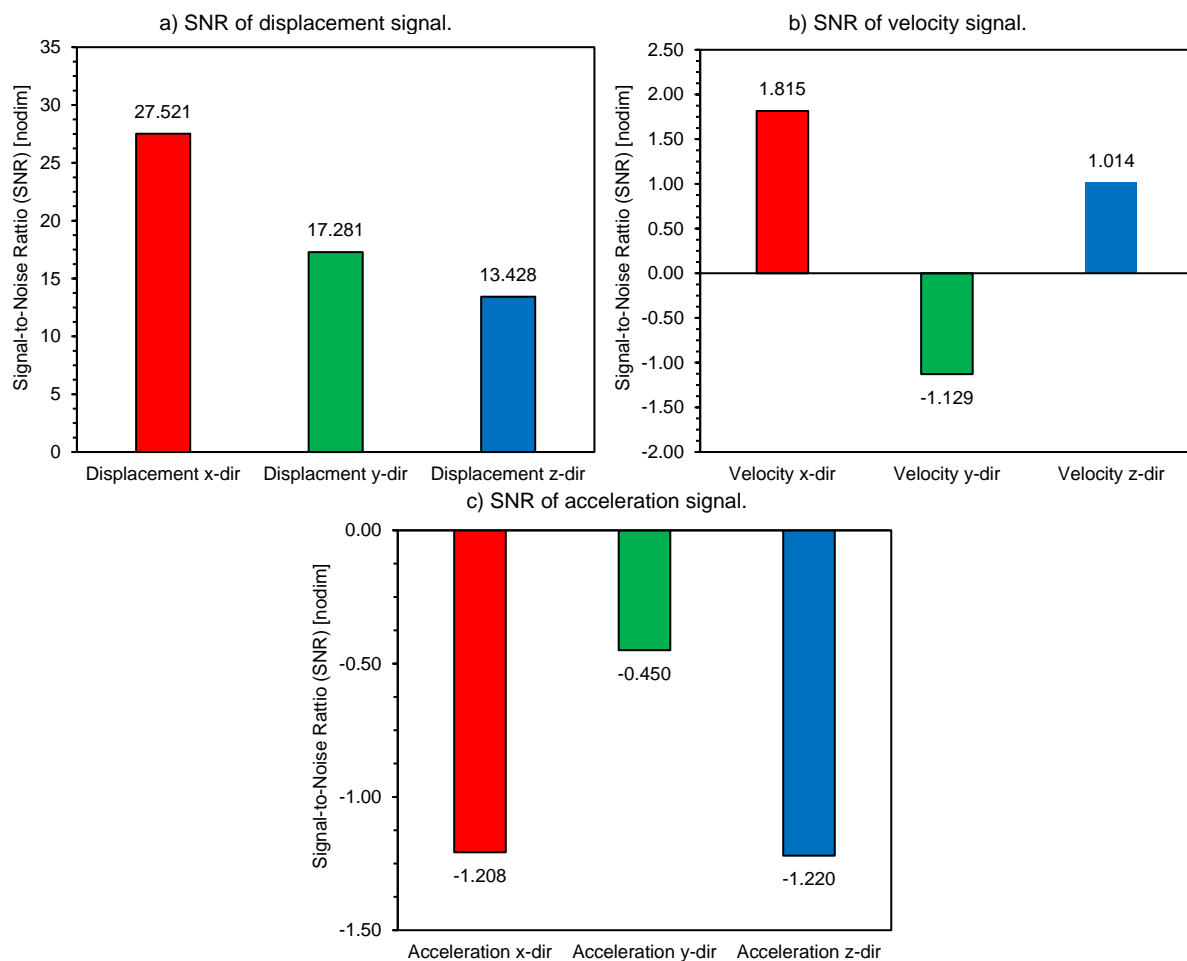 a) SNR of displacement signal.
Signal-to-Noise Rattio (SNR) [nodim]
35
30
25
20
15
10
5
0
27.521
17.281
13.428
Displacement x-dir
Displacment y-dir
Displacement z-dir
b) SNR of velocity signal.
Signal-to-Noise Rattio (SNR) [nodim]
2.50
2.00
1.50
1.00
0.50
0.00
-0.50
-1.00
-1.50
-2.00
1.815
-1.129
1.014
Velocity x-dir
Velocity y-dir
Velocity z-dir
c) SNR of acceleration signal.
Signal-to-Noise Rattio (SNR) [nodim]
0.00
-0.50
-1.00
-1.50
-1.208
-0.450
-1.220
Acceleration x-dir
Acceleration y-dir
Acceleration z-dir